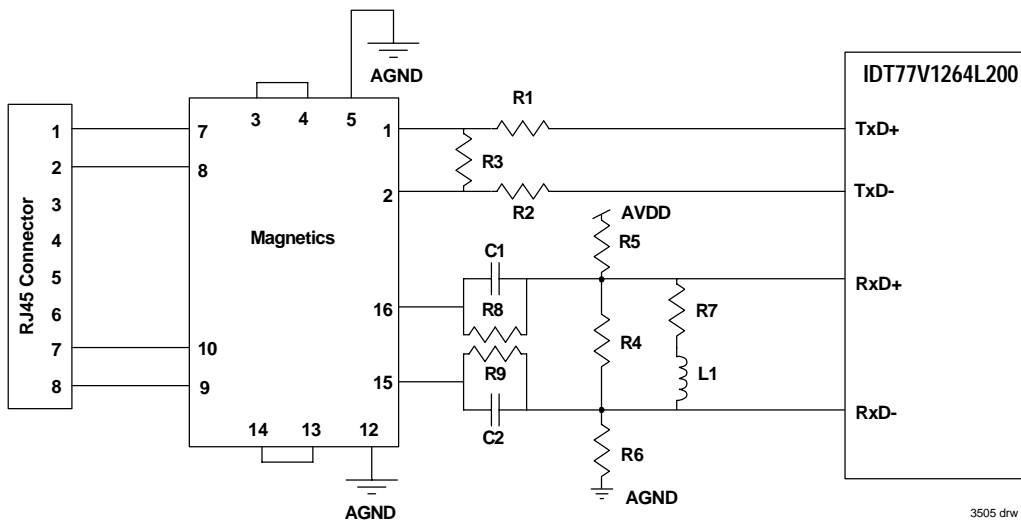 AGND
IDT77V1264L200
RJ45 Connector
1
2
3
4
5
6
7
8
7
8
10
9
3
4
5
Magnetics
14
13
12
1
2
16
15
AGND
R1
R3
R2
TxD+
TxD-
AVDD
R5
C1
R8
R9
C2
R4
R7
L1
R6
AGND
RxD+
RxD-
3505 drw